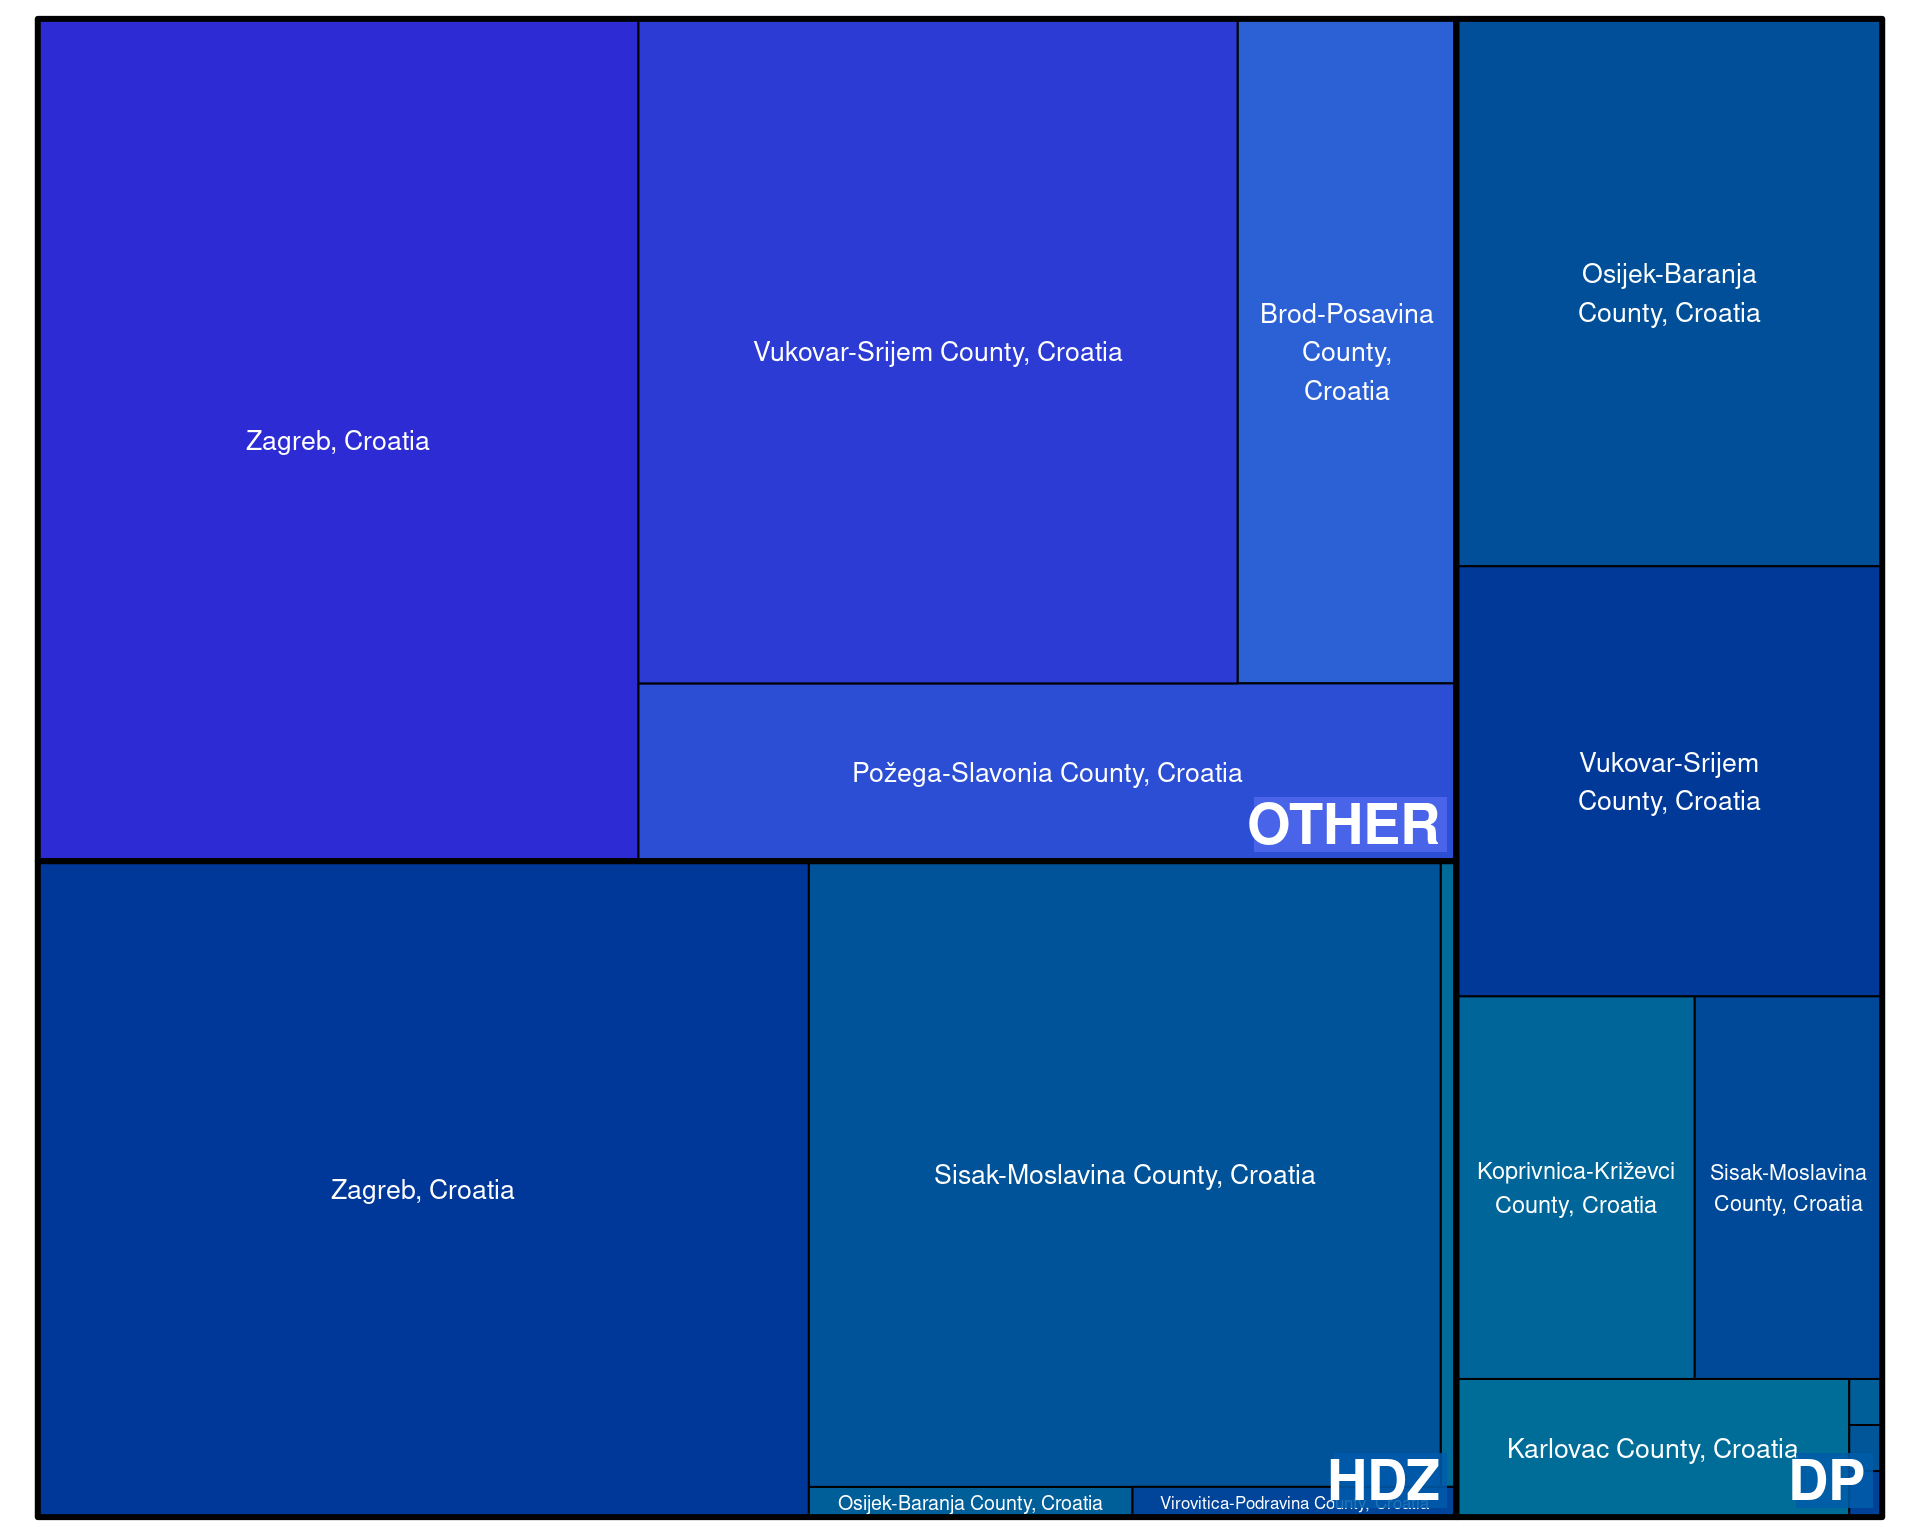 Zagreb, Croatia
Vukovar-Srijem County, Croatia
Brod-Posavina
County,
Croatia
Požega-Slavonia County, Croatia
OTHER
Osijek-Baranja
County, Croatia
Vukovar-Srijem
County, Croatia
Zagreb, Croatia
Sisak-Moslavina County, Croatia
Osijek-Baranja County, Croatia
Virovitica-Podravina County, Croatia
HDZ
Koprivnica-Križevci
County, Croatia
Sisak-Moslavina
County, Croatia
Karlovac County, Croatia
DP